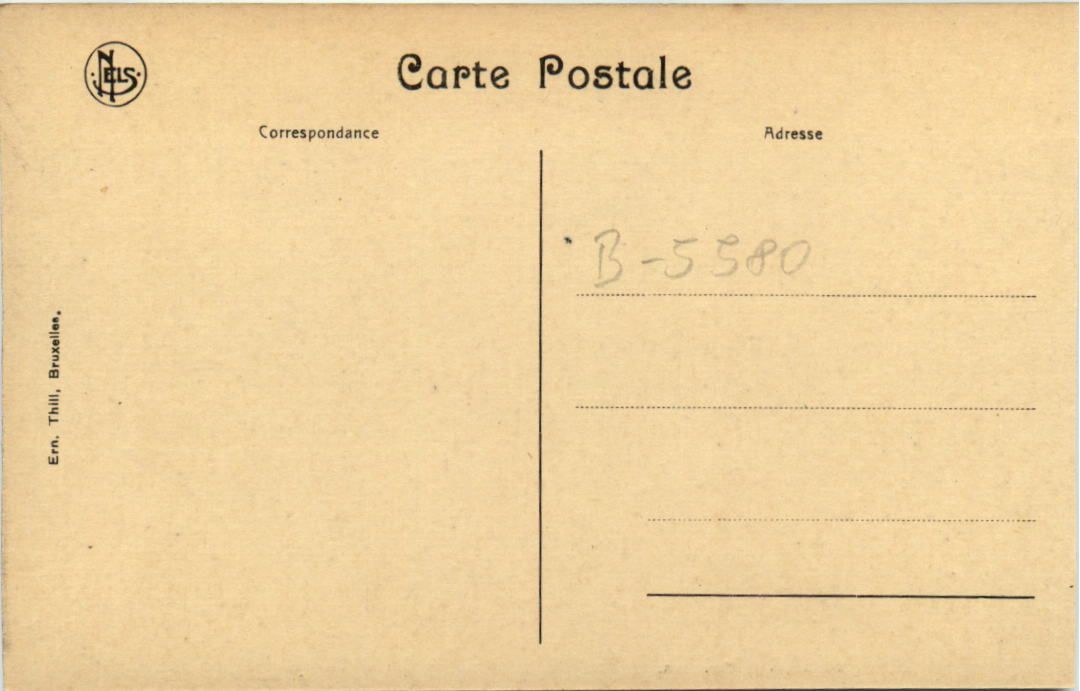 NELS
Carte Postale
Correspondance
Adresse
B-5580
Ern. Thill, Bruxelles.